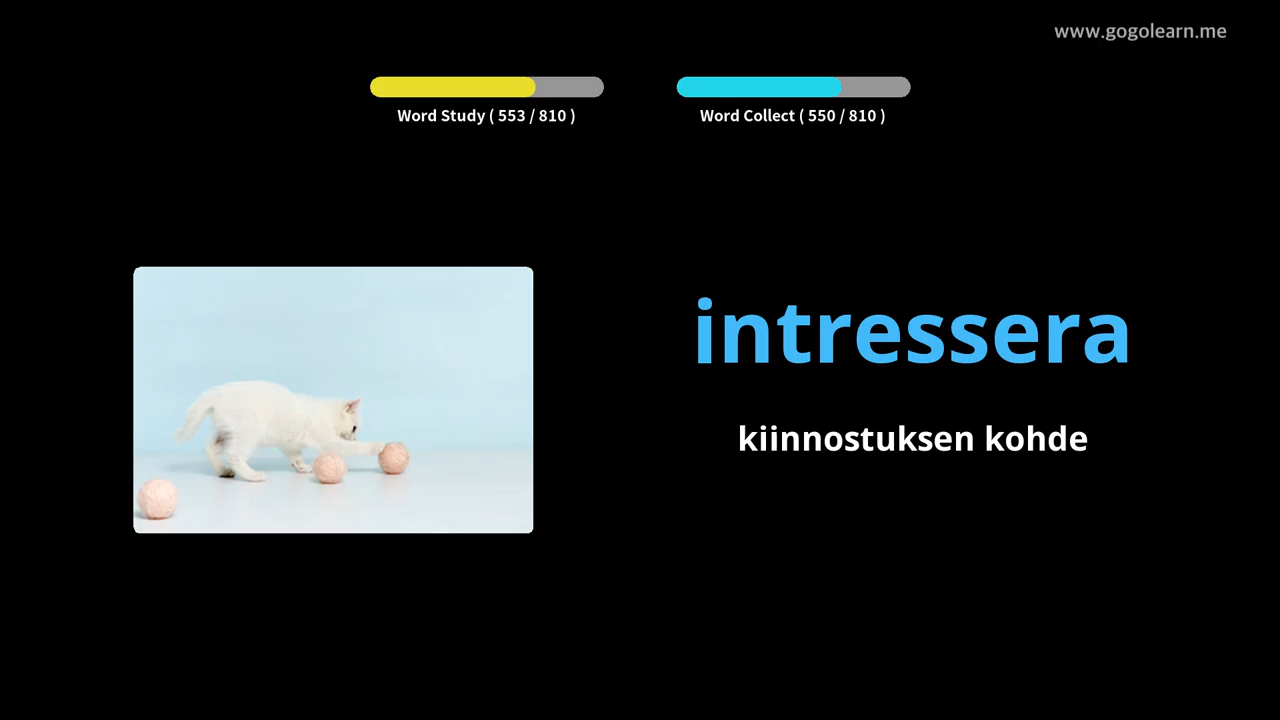 www.gogolearn.me
Word Study ( 553 / 810 )
Word Collect ( 550 / 810 )
intressera
kiinnostuksen kohde